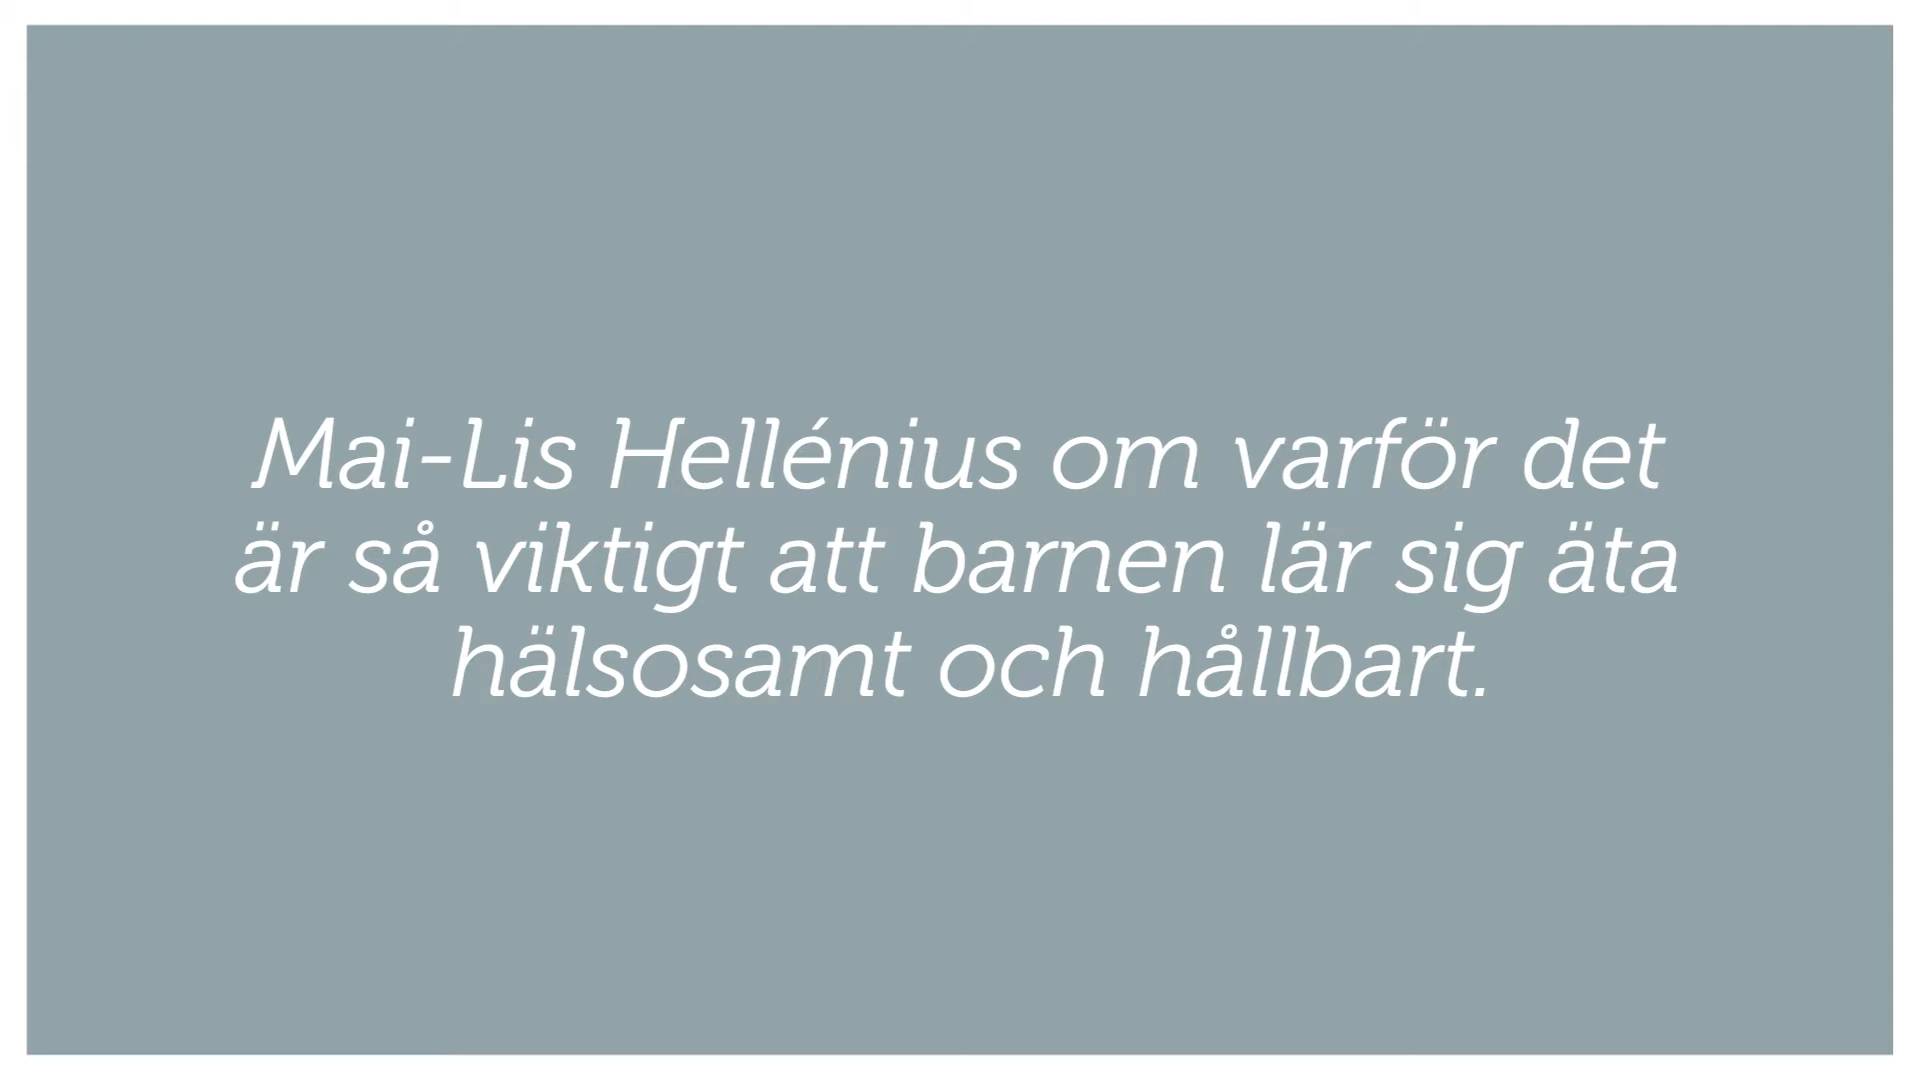 Mai-Lis Hellénius om varför det
är så viktigt att barnen lär sig äta
hälsosamt och hållbart.